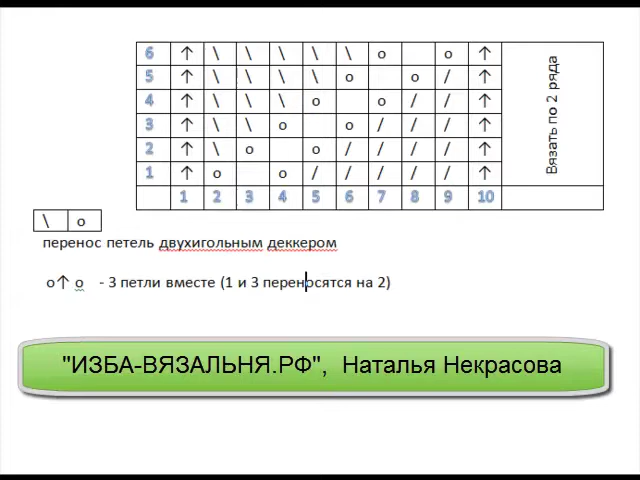 6 ↑ \ \ \ \ \ o o ↑
5 ↑ \ \ \ \ o o / ↑
4 ↑ \ \ \ o o / / ↑
3 ↑ \ \ o o / / / ↑
2 ↑ \ o o / / / / ↑
1 ↑ o o / / / / / ↑
1 2 3 4 5 6 7 8 9 10
Вязать по 2 ряда
\ o
перенос петель двухигольным деккером
о↑ о - 3 петли вместе (1 и 3 переносятся на 2)
"ИЗБА-ВЯЗАЛЬНЯ.РФ", Наталья Некрасова